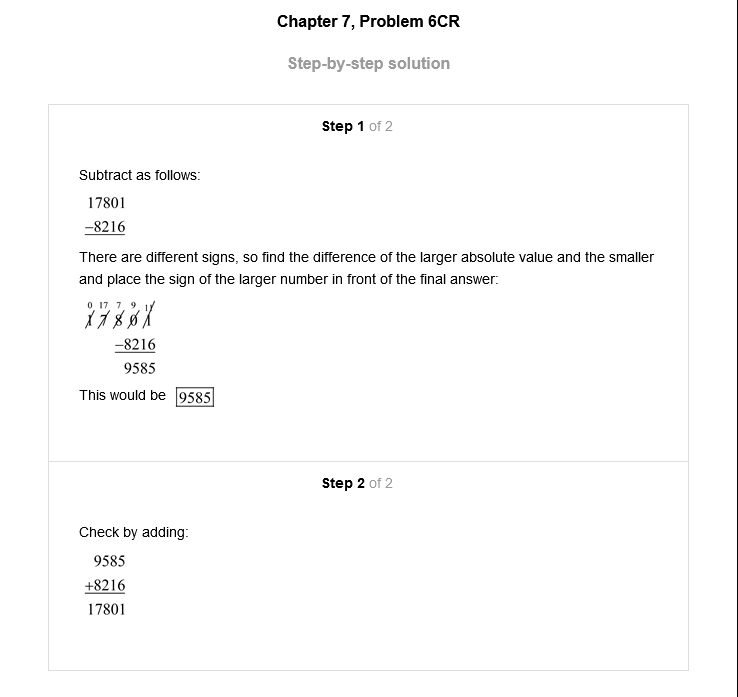 Chapter 7, Problem 6CR
Step-by-step solution
Step 1 of 2
Subtract as follows:
17801
−8216
There are different signs, so find the difference of the larger absolute value and the smaller
and place the sign of the larger number in front of the final answer:
0 17 7 9 11
17801
−8216
9585
This would be 9585
Step 2 of 2
Check by adding:
9585
+8216
17801